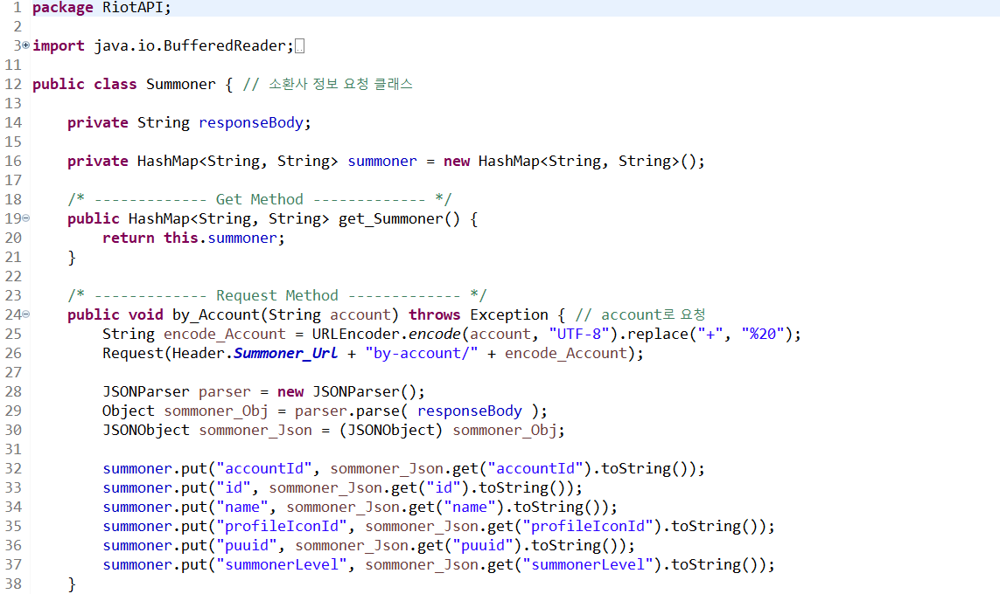 1 package RiotAPI;
2
3 import java.io.BufferedReader;
11
12 public class Summoner { // 소환사 정보 요청 클래스
13
14     private String responseBody;
15
16     private HashMap<String, String> summoner = new HashMap<String, String>();
17
18     /* ------------- Get Method ------------- */
19     public HashMap<String, String> get_Summoner() {
20         return this.summoner;
21     }
22
23     /* ------------- Request Method ------------- */
24     public void by_Account(String account) throws Exception { // account로 요청
25         String encode_Account = URLEncoder.encode(account, "UTF-8").replace("+", "%20");
26         Request(Header.Summoner_Url + "by-account/" + encode_Account);
27
28         JSONParser parser = new JSONParser();
29         Object sommoner_Obj = parser.parse( responseBody );
30         JSONObject sommoner_Json = (JSONObject) sommoner_Obj;
31
32         summoner.put("accountId", sommoner_Json.get("accountId").toString());
33         summoner.put("id", sommoner_Json.get("id").toString());
34         summoner.put("name", sommoner_Json.get("name").toString());
35         summoner.put("profileIconId", sommoner_Json.get("profileIconId").toString());
36         summoner.put("puuid", sommoner_Json.get("puuid").toString());
37         summoner.put("summonerLevel", sommoner_Json.get("summonerLevel").toString());
38     }